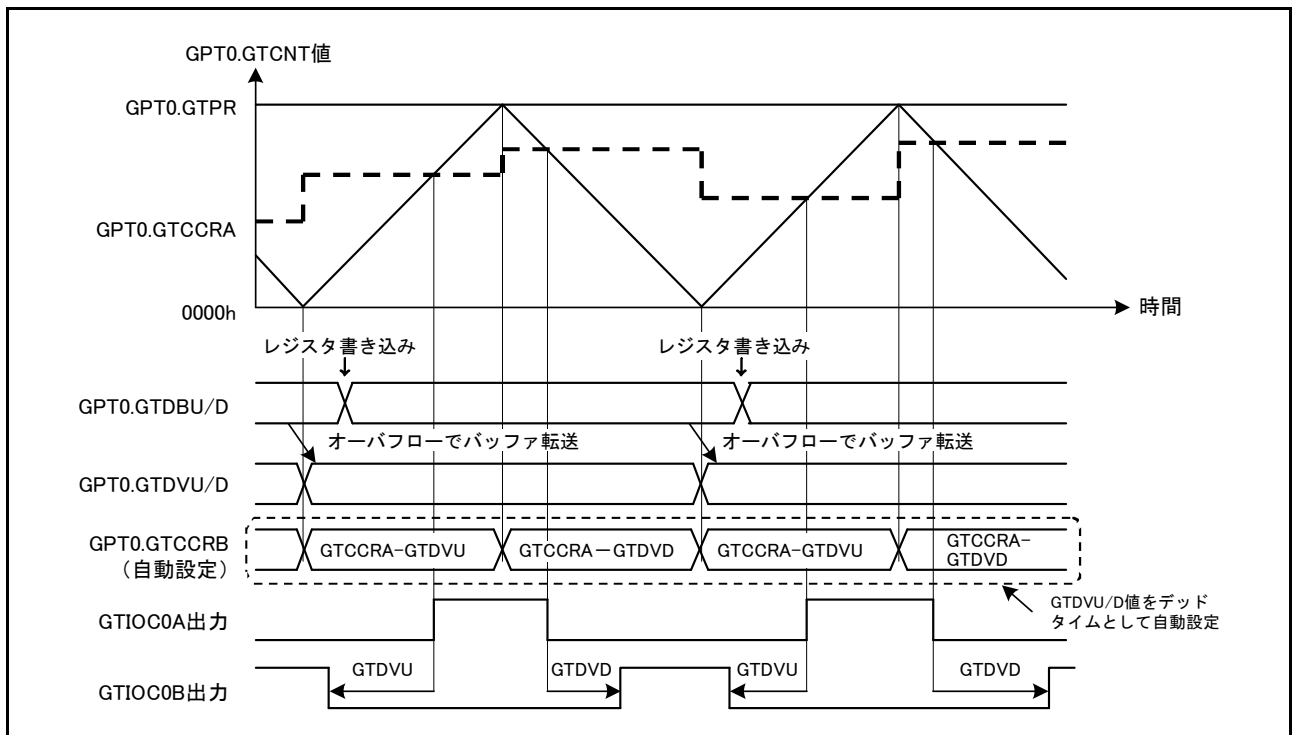 GPT0.GTCNT値
GPT0.GTPR
GPT0.GTCCRA
0000h
時間
レジスタ書き込み
レジスタ書き込み
GPT0.GTDBU/D
オーバフローでバッファ転送
オーバフローでバッファ転送
GPT0.GTDVU/D
GPT0.GTCCRB
（自動設定）
GTCCRA-GTDVU
GTCCRA－GTDVD
GTCCRA-GTDVU
GTCCRA-
GTDVD
GTDVU/D値をデッド
タイムとして自動設定
GTIOC0A出力
GTIOC0B出力
GTDVU
GTDVD
GTDVU
GTDVD